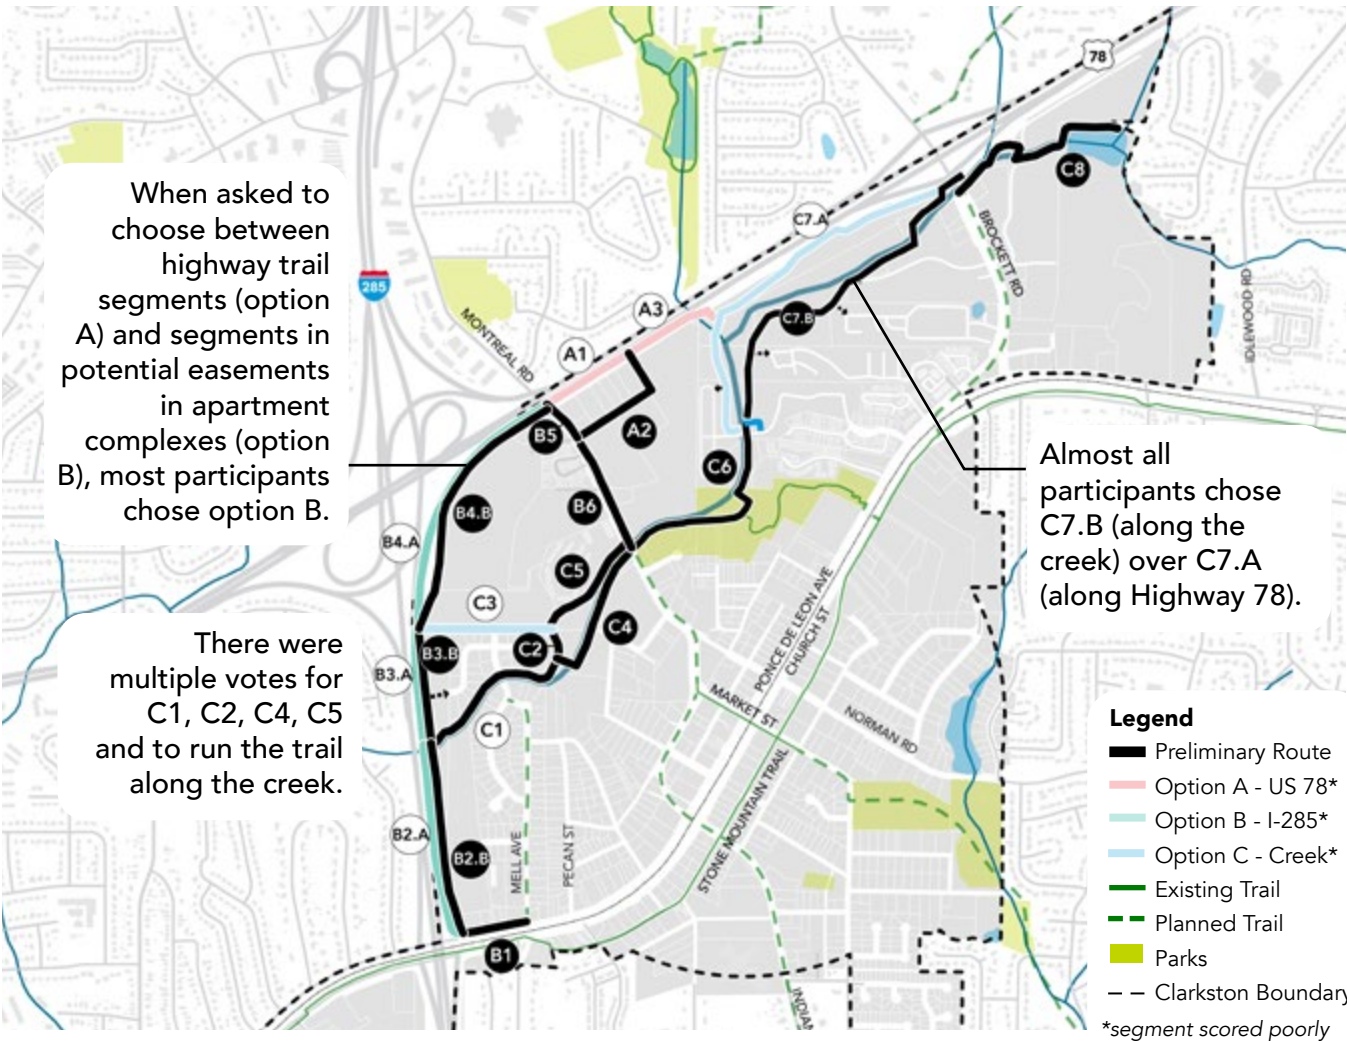 When asked to
choose between
highway trail
segments (option
A) and segments in
potential easements
in apartment
complexes (option
B), most participants
chose option B.
There were
multiple votes for
C1, C2, C4, C5
and to run the trail
along the creek.
Almost all
participants chose
C7.B (along the
creek) over C7.A
(along Highway 78).
78
285
C8
C7.A
BROCKETT RD
IDLEWOOD RD
A3
C7.B
MONTREAL RD
A1
A2
B5
C6
B6
B4.B
B4.A
C5
C3
C4
C2
B3.B
B3.A
C1
PONCE DE LEON AVE
CHURCH ST
MARKET ST
NORMAN RD
STONE MOUNTAIN TRAIL
B2.A
B2.B
MELL AVE
PECAN ST
B1
INDIAN
Legend
Preliminary Route
Option A - US 78*
Option B - I-285*
Option C - Creek*
Existing Trail
Planned Trail
Parks
Clarkston Boundary
*segment scored poorly